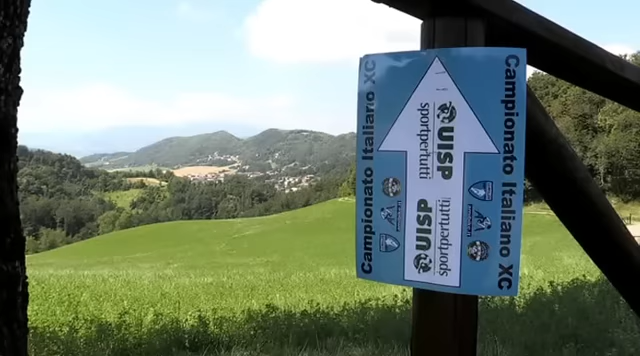 Campionato Italiano XC
UISP
sportpertutti
UISP
sportpertutti
Campionato Italiano XC